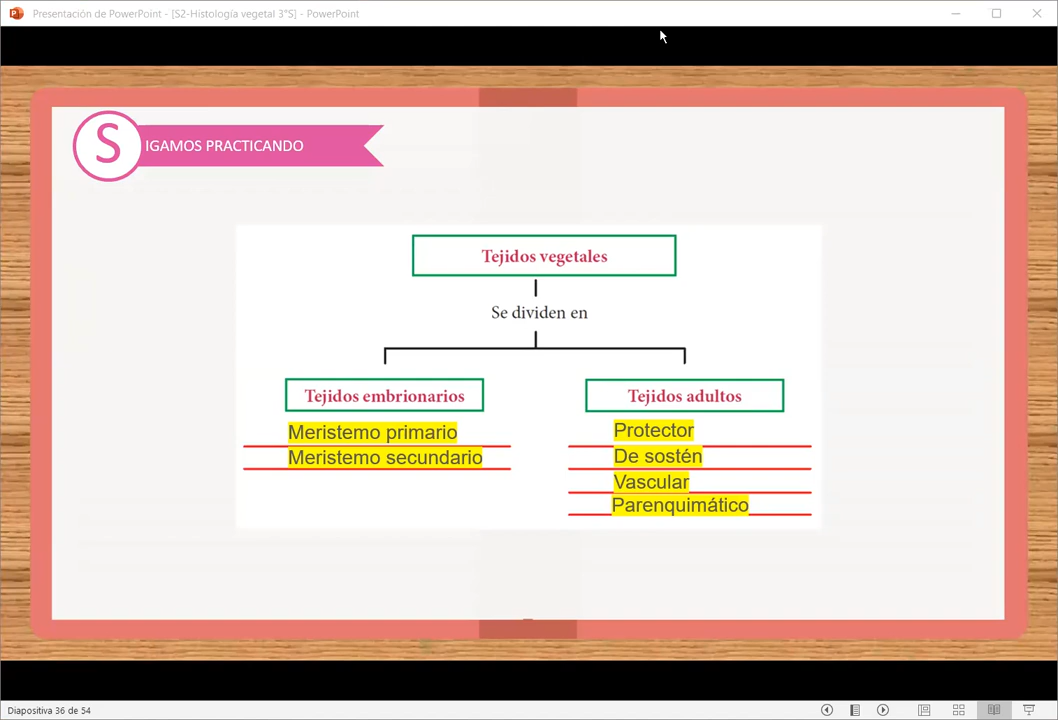 Presentación de PowerPoint - [S2-Histología vegetal 3°S] - PowerPoint
SIGAMOS PRACTICANDO
Tejidos vegetales
Se dividen en
Tejidos embrionarios
Meristemo primario
Meristemo secundario
Tejidos adultos
Protector
De sostén
Vascular
Parenquimático
Diapositiva 36 de 54